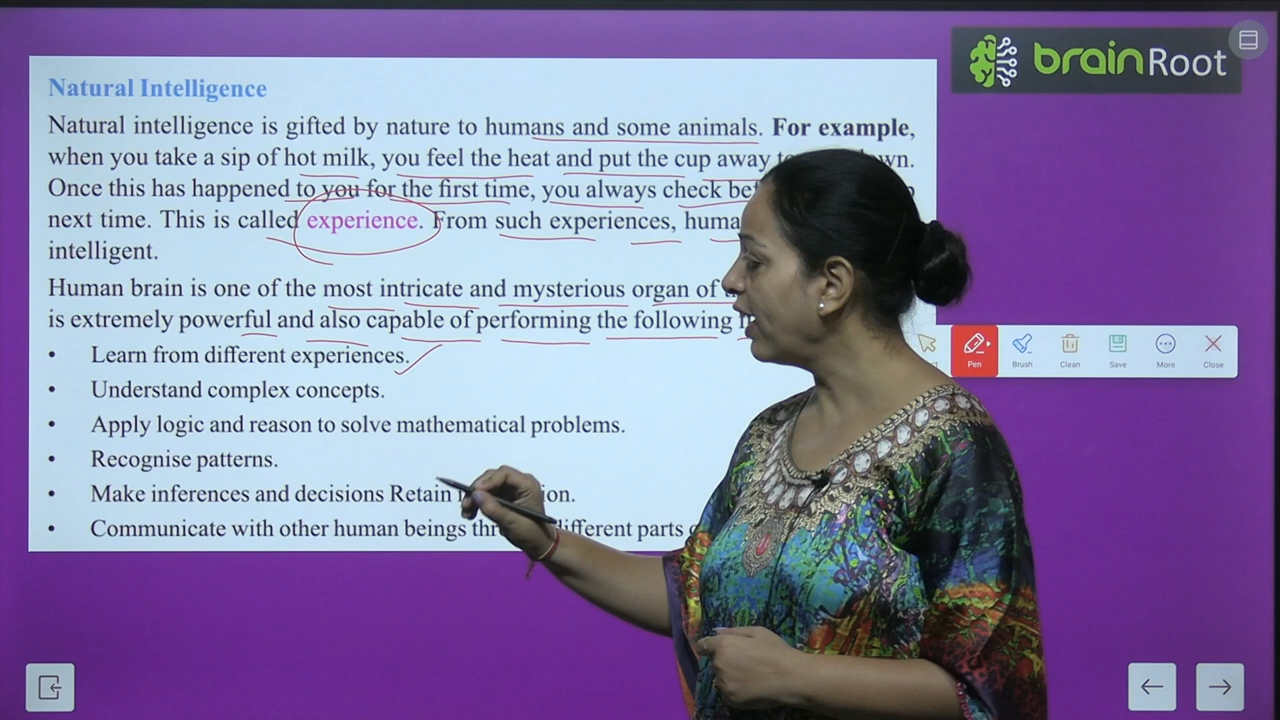 brainRoot
Natural Intelligence
Natural intelligence is gifted by nature to humans and some animals. For example,
when you take a sip of hot milk, you feel the heat and put the cup away
Once this has happened to you for the first time, you always check
next time. This is called experience. From such experiences,
intelligent.
Human brain is one of the most intricate and mysterious organ of
is extremely powerful and also capable of performing the following
• Learn from different experiences.
• Understand complex concepts.
• Apply logic and reason to solve mathematical problems.
• Recognise patterns.
• Make inferences and decisions Retain
• Communicate with other human beings different parts
Pen
Brush
Clean
Save
More
Close